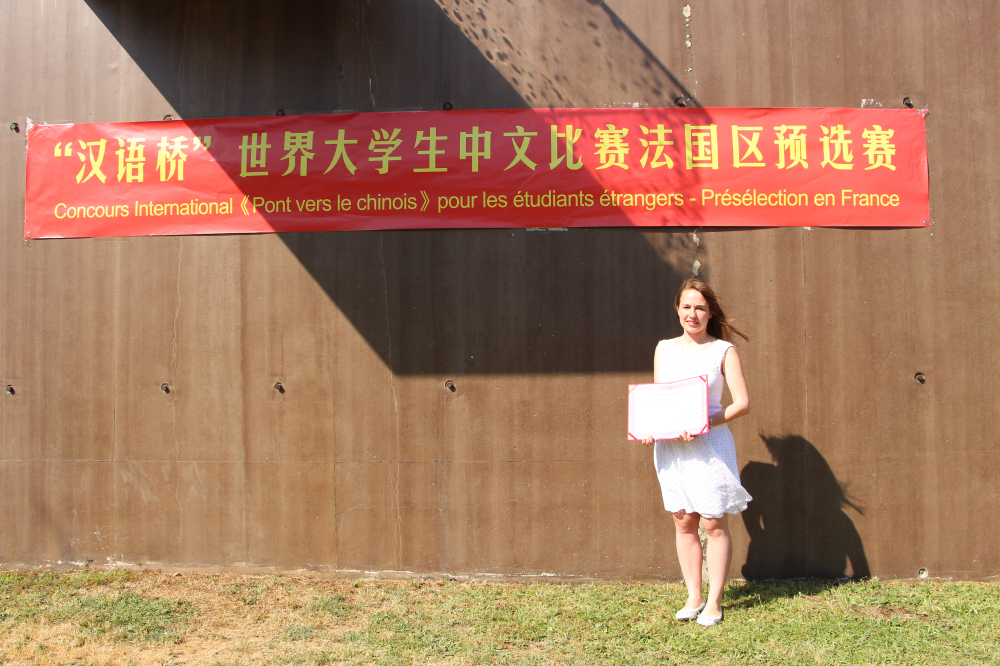 “汉语桥” 世界大学生中文比赛法国区预选赛
Concours International《Pont vers le chinois》pour les étudiants étrangers - Présélection en France